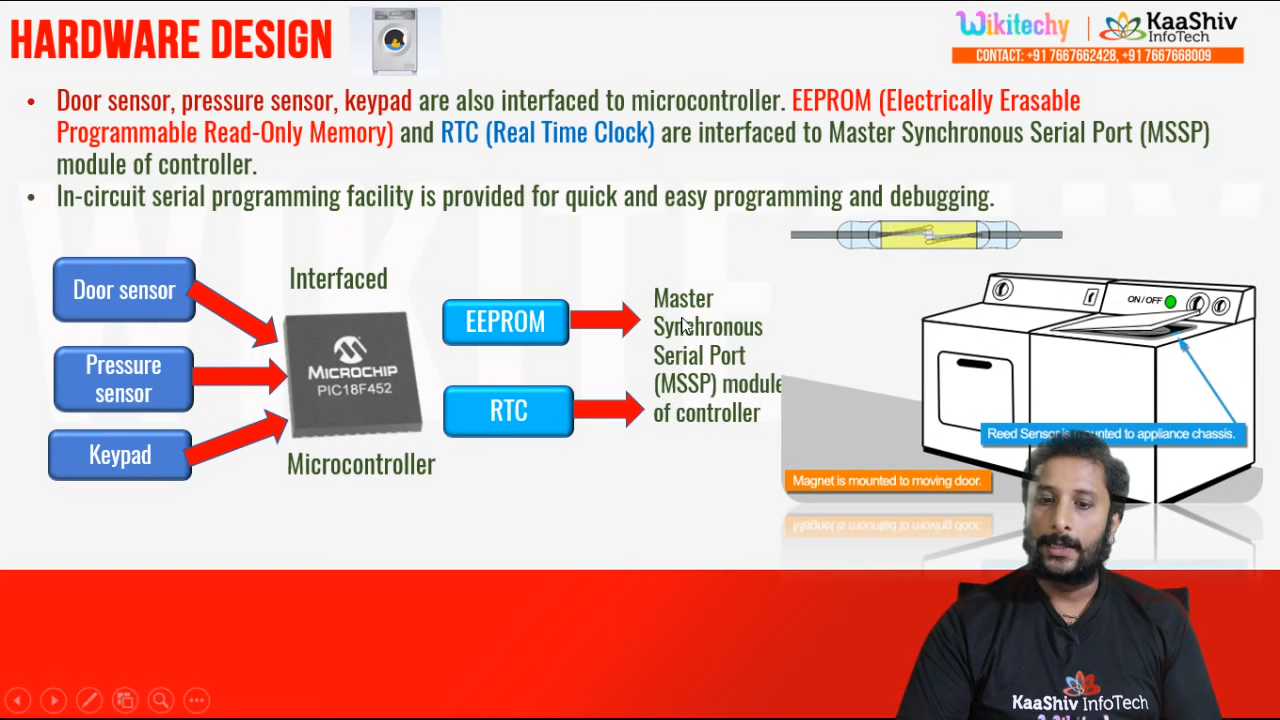 HARDWARE DESIGN
Wikitechy
KaaShiv
InfoTech
CONTACT: +91 7667662428, +91 7667668009
• Door sensor, pressure sensor, keypad are also interfaced to microcontroller. EEPROM (Electrically Erasable
Programmable Read-Only Memory) and RTC (Real Time Clock) are interfaced to Master Synchronous Serial Port (MSSP)
module of controller.
• In-circuit serial programming facility is provided for quick and easy programming and debugging.
Door sensor
Pressure
sensor
Keypad
Interfaced
MICROCHIP
PIC18F452
Microcontroller
EEPROM
RTC
Master
Synchronous
Serial Port
(MSSP) module
of controller
ON/OFF
Reed Sensor is mounted to appliance chassis.
Magnet is mounted to moving door.
KaaShiv InfoTech